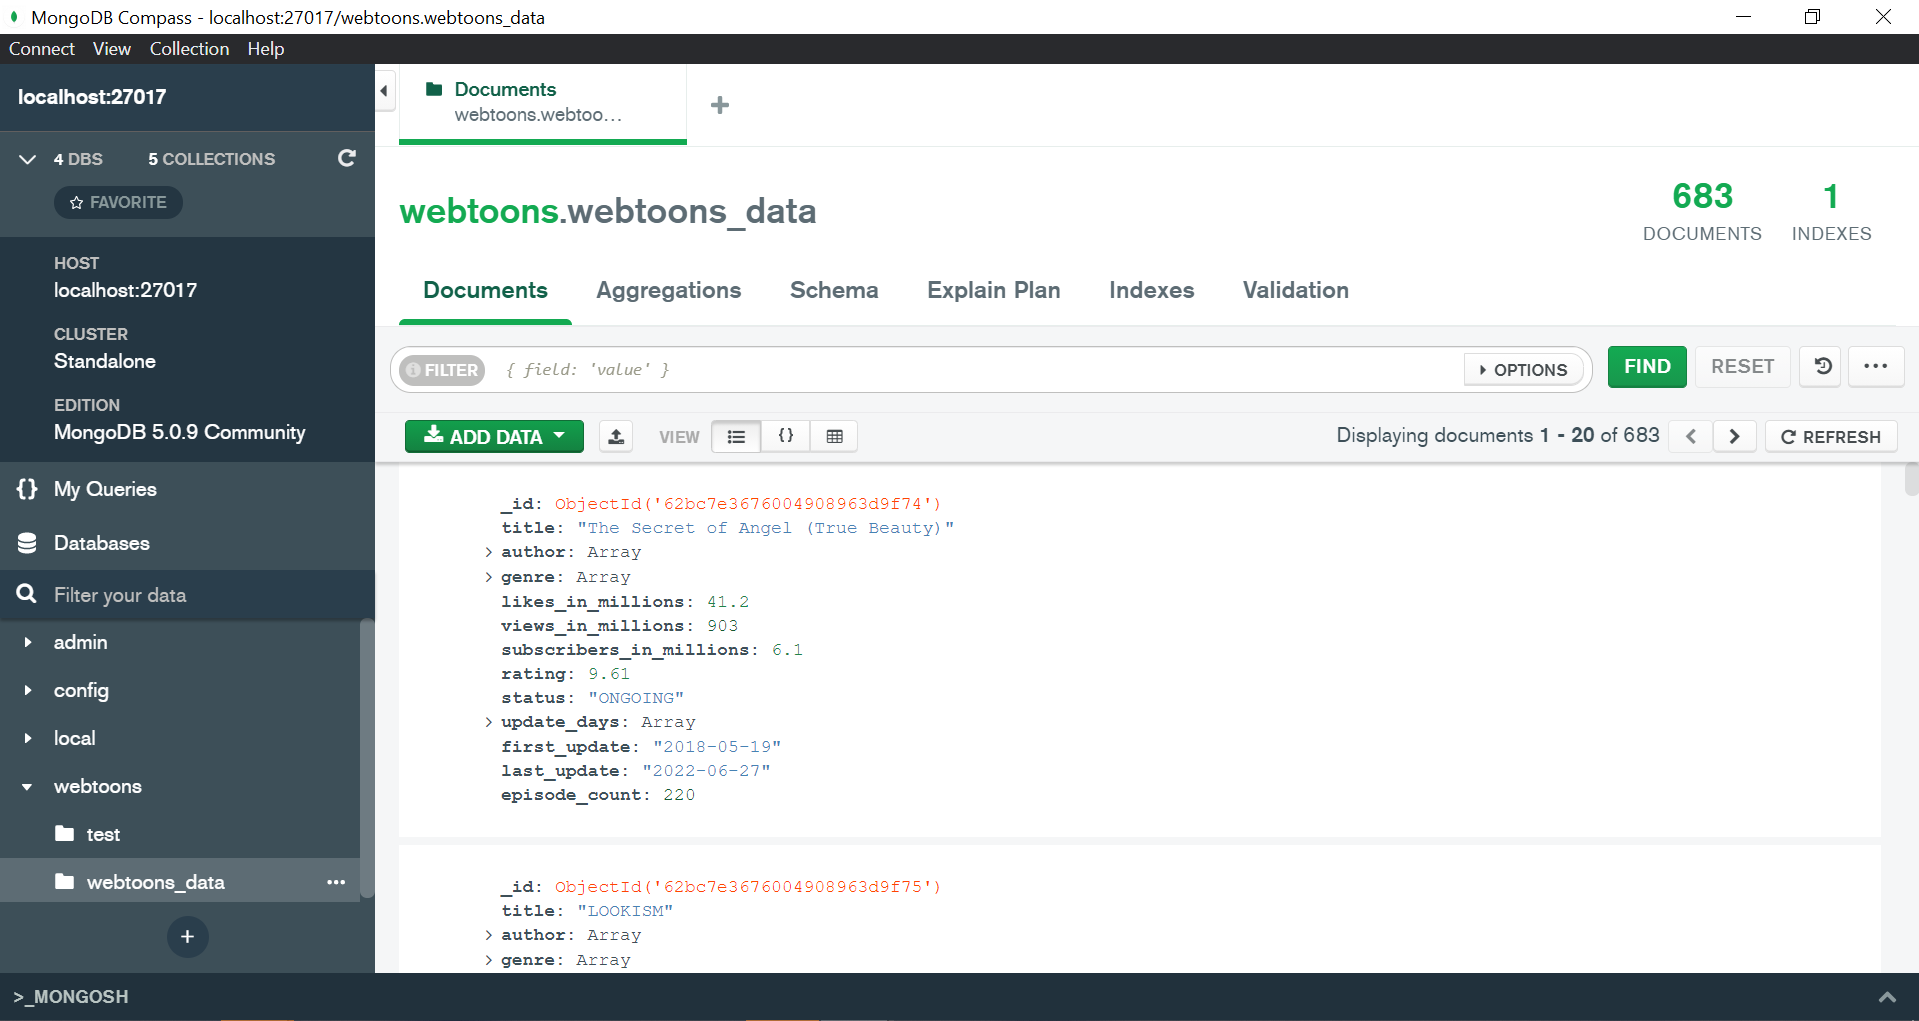 MongoDB Compass - localhost:27017/webtoons.webtoons_data
Connect View Collection Help
localhost:27017
4 DBS 5 COLLECTIONS
FAVORITE
HOST
localhost:27017
CLUSTER
Standalone
EDITION
MongoDB 5.0.9 Community
{} My Queries
Databases
Filter your data
admin
config
local
webtoons
test
webtoons_data ...
+
Documents
webtoons.webtoo...
+
webtoons.webtoons_data
683
DOCUMENTS
1
INDEXES
Documents Aggregations Schema Explain Plan Indexes Validation
FILTER { field: 'value' } OPTIONS FIND RESET ...
ADD DATA VIEW {} Displaying documents 1 - 20 of 683 < > REFRESH
_id: ObjectId('62bc7e3676004908963d9f74')
title: "The Secret of Angel (True Beauty)"
> author: Array
> genre: Array
likes_in_millions: 41.2
views_in_millions: 903
subscribers_in_millions: 6.1
rating: 9.61
status: "ONGOING"
> update_days: Array
first_update: "2018-05-19"
last_update: "2022-06-27"
episode_count: 220
_id: ObjectId('62bc7e3676004908963d9f75')
title: "LOOKISM"
> author: Array
> genre: Array
>_MONGOSH